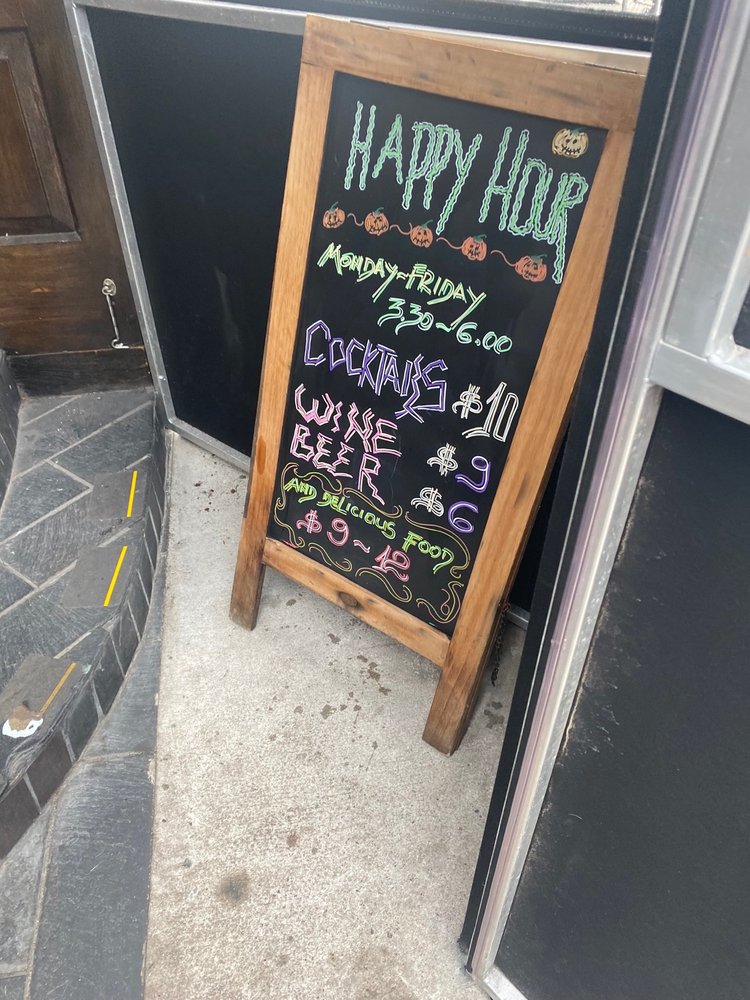 HAPPY HOUR
MONDAY~FRIDAY
3.30~6.00
COCKTAILS $10
WINE $9
BEER $6
AND DELICIOUS FOOD
$9~12